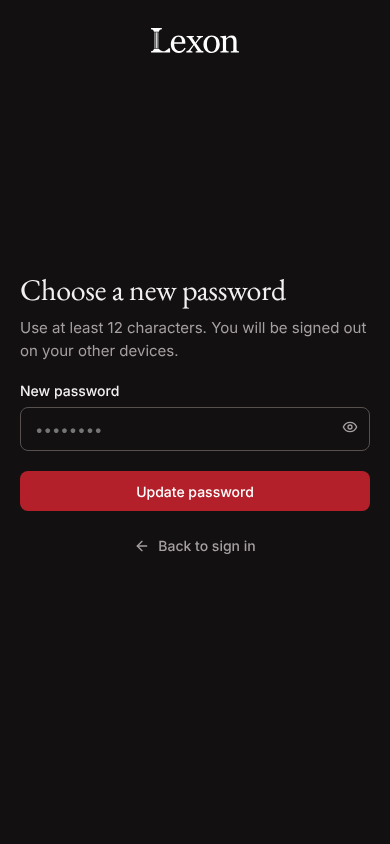 Lexon
Choose a new password
Use at least 12 characters. You will be signed out
on your other devices.
New password
••••••••
Update password
← Back to sign in